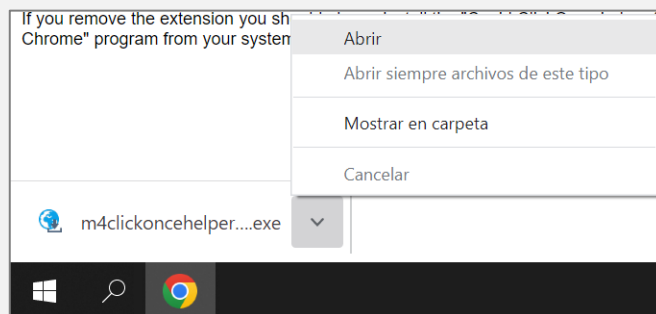 If you remove the extension you sh
Chrome" program from your system
Abrir
Abrir siempre archivos de este tipo
Mostrar en carpeta
Cancelar
m4clickoncehelper....exe